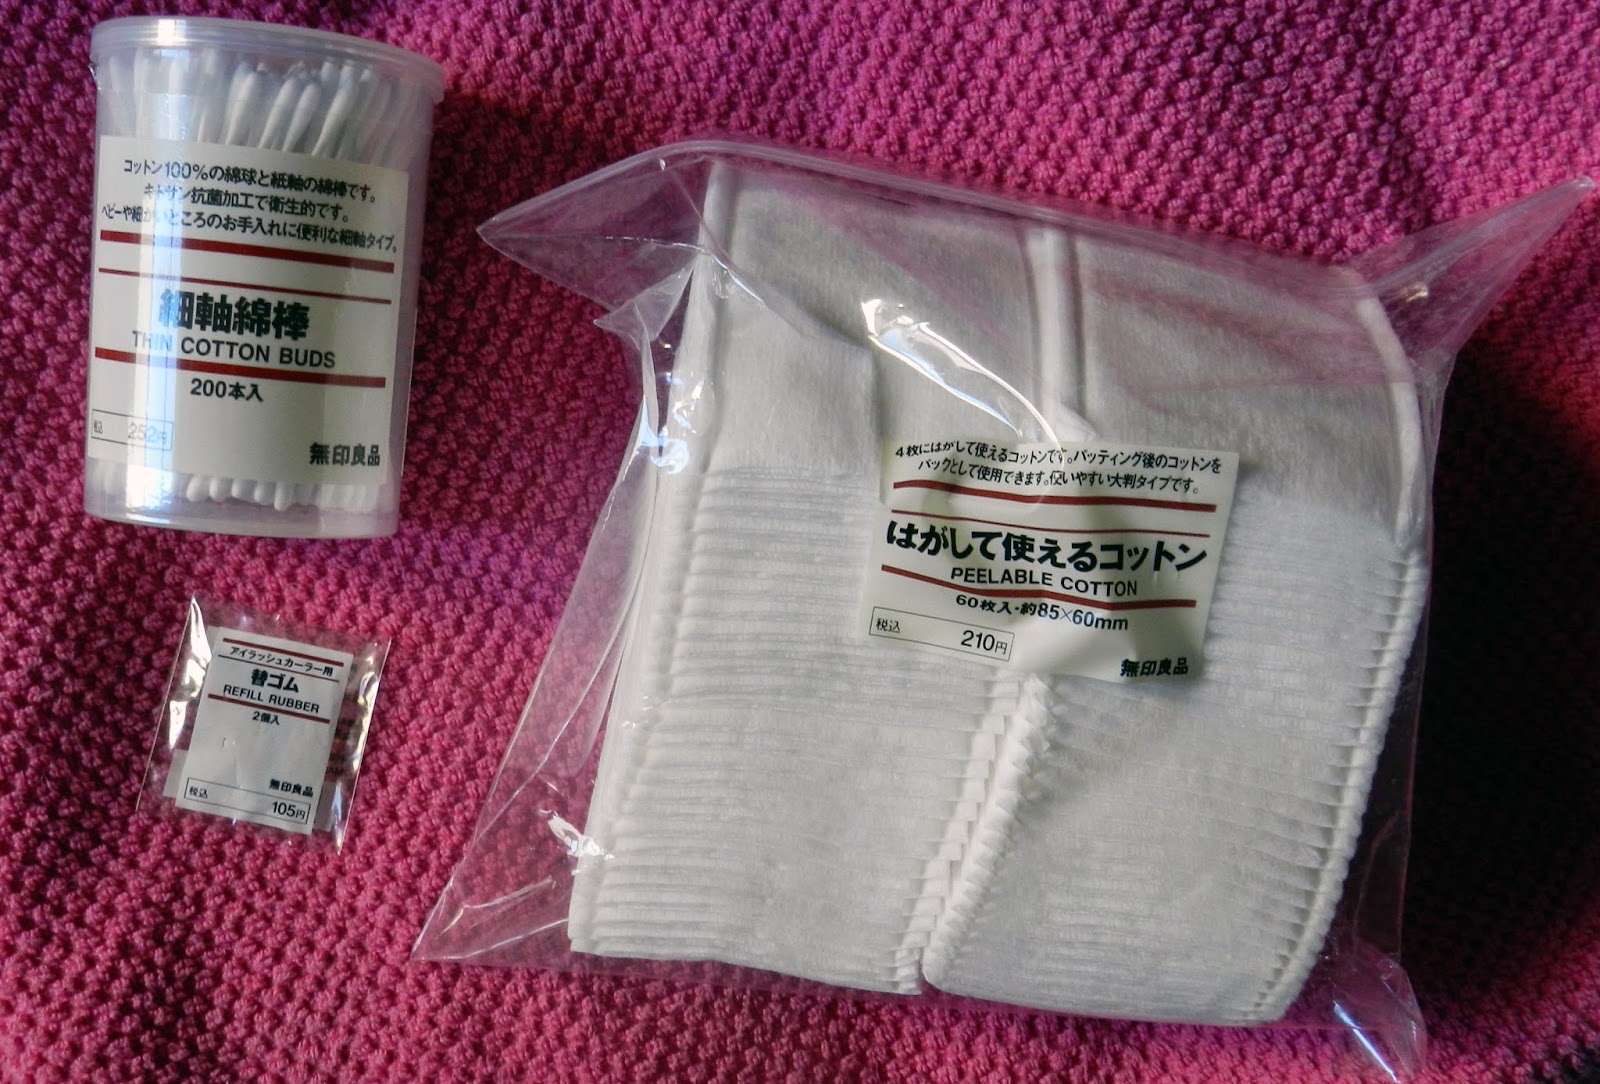 コットン100%の綿球と紙軸の綿棒です。
キトサン抗菌加工で衛生的です。
ベビーや細かいところのお手入れに便利な細軸タイプ。
細軸綿棒
THIN COTTON BUDS
200本入
税込 252円
無印良品
アイラッシュカーラー用
替ゴム
REFILL RUBBER
2個入
無印良品
税込 105円
4枚にはがして使えるコットンです。パッティング後のコットンを
パックとして使用できます。使いやすい大判タイプです。
はがして使えるコットン
PEELABLE COTTON
60枚入・約85×60mm
税込 210円
無印良品